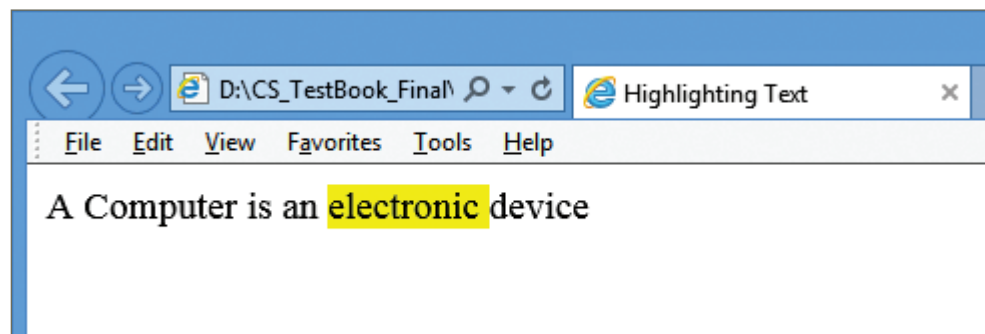 D:\CS_TestBook_Final\ Highlighting Text
File Edit View Favorites Tools Help
A Computer is an electronic device